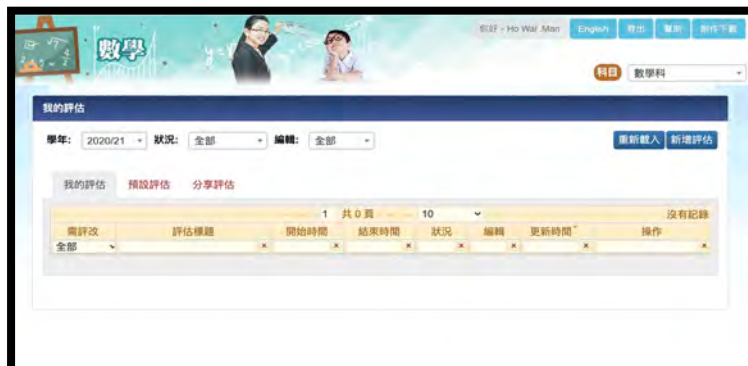 數學
您好 - Ho Wai Man English 登出 幫助 附件下載
科目 數學科
我的評估
學年: 2020/21 狀況: 全部 編輯: 全部 重新載入 新增評估
我的評估 預設評估 分享評估
1 共 0 頁 10 沒有記錄
需評改 評估標題 開始時間 結束時間 狀況 編輯 更新時間 操作
全部